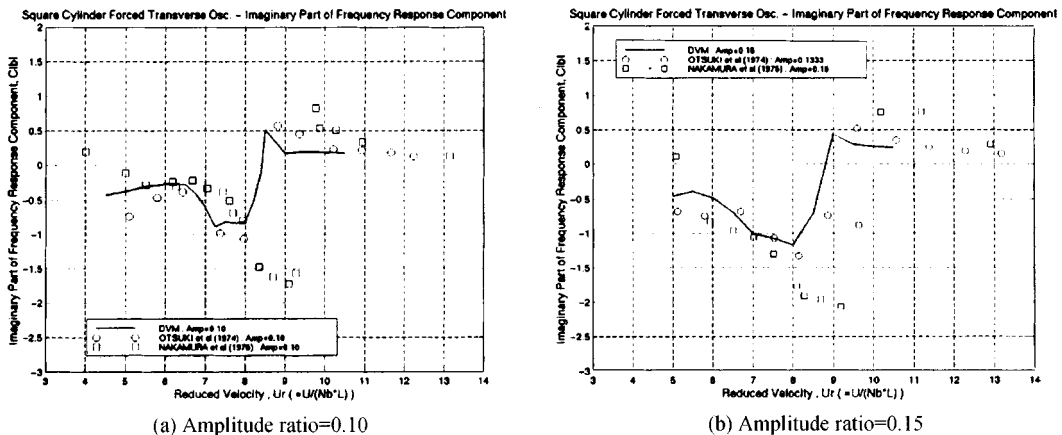 Square Cylinder Forced Transverse Osc. - Imaginary Part of Frequency Response Component
Imaginary Part of Frequency Response Component, CIbl
2
1.5
1
0.5
0
-0.5
-1
-1.5
-2
-2.5
-3
DVM : Amp=0.10
OTSUKI et al (1974) : Amp=0.10
NAKAMURA et al (1975) : Amp=0.10
3 4 5 6 7 8 9 10 11 12 13 14
Reduced Velocity , Ur ( =U/(Nb*L) )
(a) Amplitude ratio=0.10
Square Cylinder Forced Transverse Osc. - Imaginary Part of Frequency Response Component
Imaginary Part of Frequency Response Component, CIbl
2
1.5
1
0.5
0
-0.5
-1
-1.5
-2
-2.5
-3
DVM : Amp=0.15
OTSUKI et al (1974) : Amp=0.1333
NAKAMURA et al (1975) : Amp=0.15
3 4 5 6 7 8 9 10 11 12 13 14
Reduced Velocity , Ur ( =U/(Nb*L) )
(b) Amplitude ratio=0.15